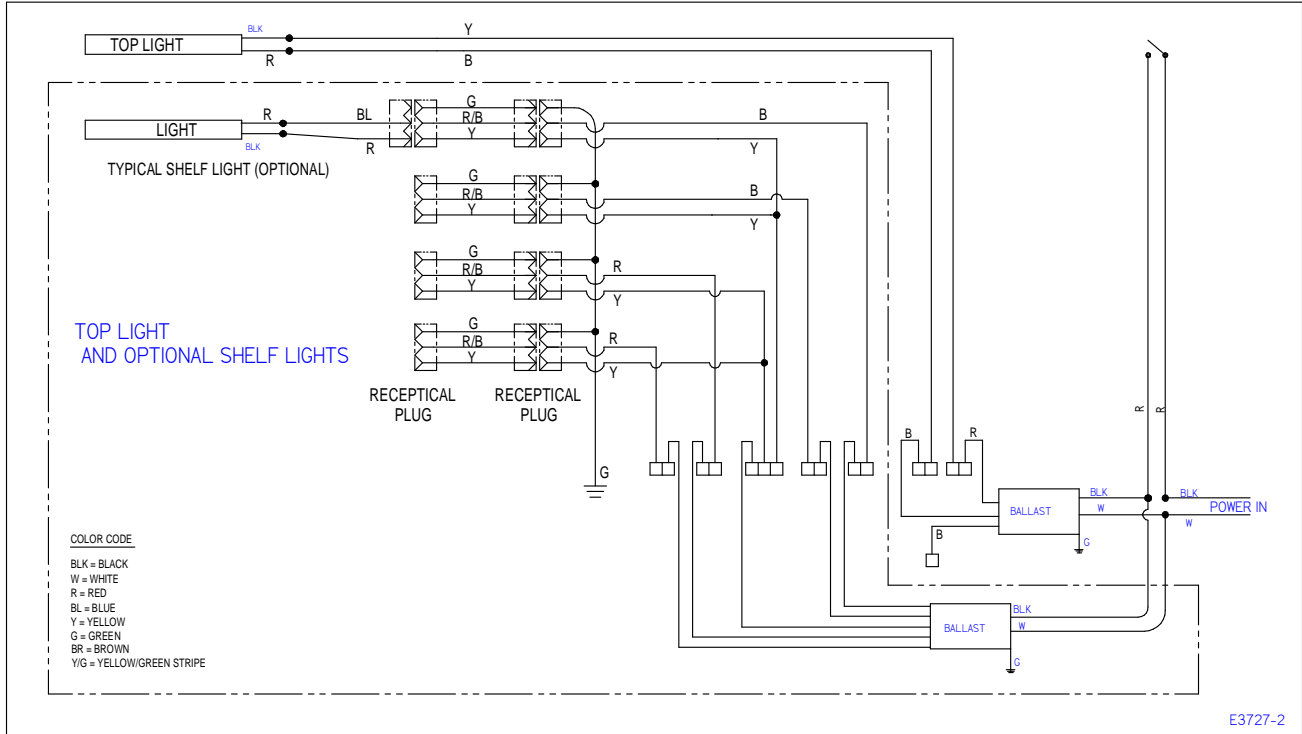 BLK
Y
TOP LIGHT
R
B
R
BL
G
R/B
Y
B
LIGHT
BLK
R
Y
TYPICAL SHELF LIGHT (OPTIONAL)
G
R/B
Y
B
Y
G
R/B
Y
R
Y
TOP LIGHT
AND OPTIONAL SHELF LIGHTS
G
R/B
Y
R
Y
RECEPTICAL
PLUG
RECEPTICAL
PLUG
R
R
B
R
G
BLK
W
BLK
W
POWER IN
BALLAST
B
G
COLOR CODE
BLK = BLACK
W = WHITE
R = RED
BL = BLUE
Y = YELLOW
G = GREEN
BR = BROWN
Y/G = YELLOW/GREEN STRIPE
BALLAST
BLK
W
G
E3727-2